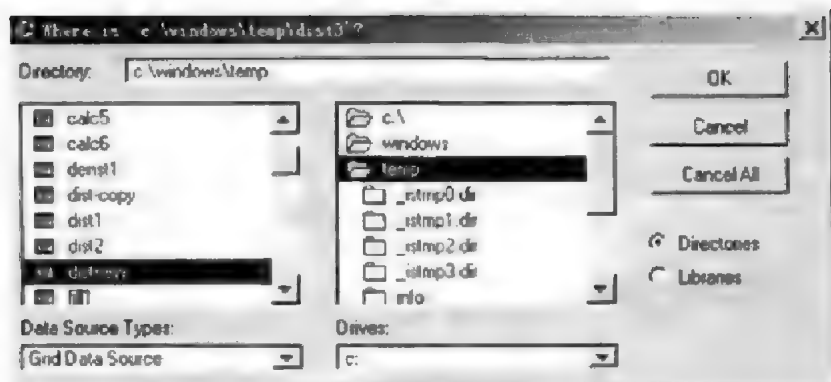 Where is 'c:\windows\temp\dist3'?
Directory: c:\windows\temp
OK
Cancel
Cancel All
calc5
calc6
denst1
dist-copy
dist1
dist2
c:\
windows
temp
_istmp0.dir
_istmp1.dir
_istmp2.dir
_istmp3.dir
info
Directories
Libraries
Data Source Types:
Grid Data Source
Drives:
c: